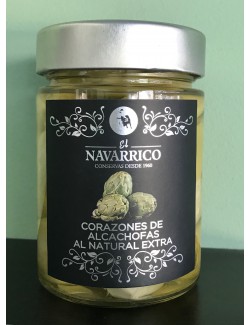 El
NAVARRICO
CONSERVAS DESDE 1960
CORAZONES DE
ALCACHOFAS
AL NATURAL EXTRA